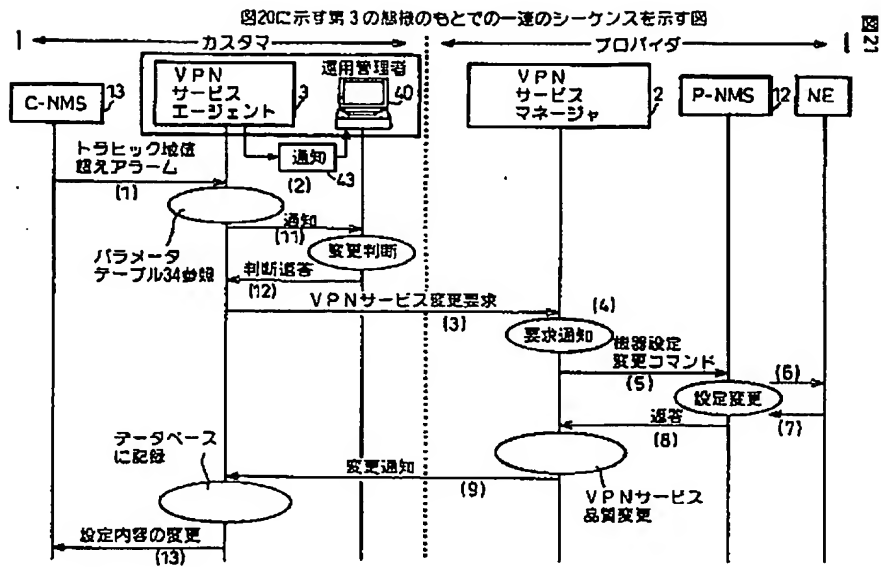 図20に示す第3の態様のもとでの一連のシーケンスを示す図
図21
カスタマ
プロバイダ
C-NMS
13
VPN
サービス
エージェント
3
運用管理者
40
VPN
サービス
マネージャ
2
P-NMS
12
NE
通知
(2)
43
トラヒック
超えアラーム
(1)
通知
(11)
変更判断
パラメータ
テーブル34参照
判断返答
(12)
VPNサービス変更要求
(3)
(4)
要求通知
機器設定
変更コマンド
(5)
(6)
設定変更
(7)
返答
(8)
データベース
に記録
変更通知
(9)
VPNサービス
品質変更
設定内容の変更
(13)